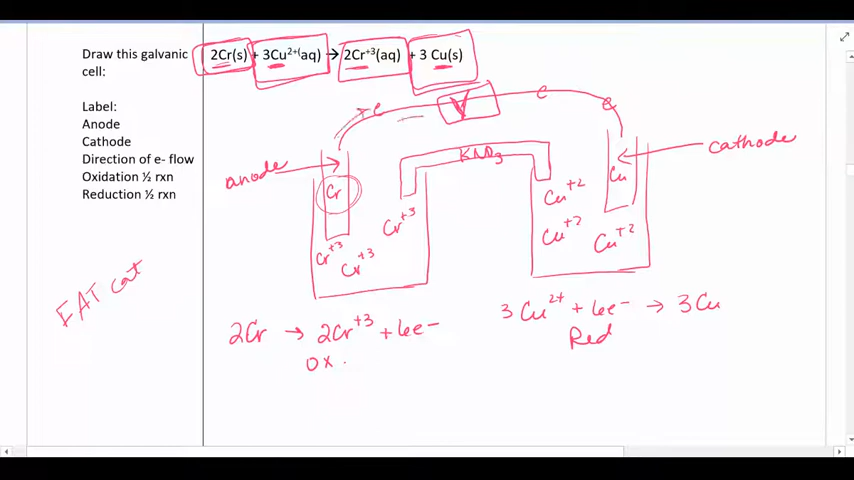 Draw this galvanic
cell:
Label:
Anode
Cathode
Direction of e- flow
Oxidation ½ rxn
Reduction ½ rxn
2Cr(s) + 3Cu²⁺(aq) → 2Cr⁺³(aq) + 3 Cu(s)
e
V
e
e
anode
Cr
KNO₃
Cu
cathode
Cr⁺³
Cr⁺³
Cr⁺³
Cu⁺²
Cu⁺²
Cu⁺²
FAT cat
2Cr → 2Cr⁺³ + 6e⁻
OX
3Cu²⁺ + 6e⁻ → 3Cu
Red